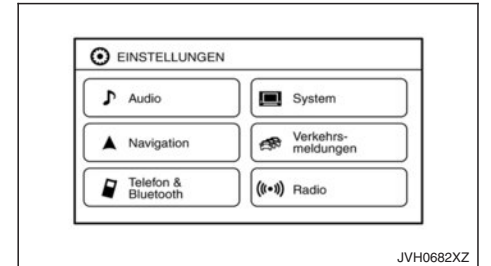 EINSTELLUNGEN
Audio
System
Navigation
Verkehrs-
meldungen
Telefon &
Bluetooth
Radio
JVH0682XZ